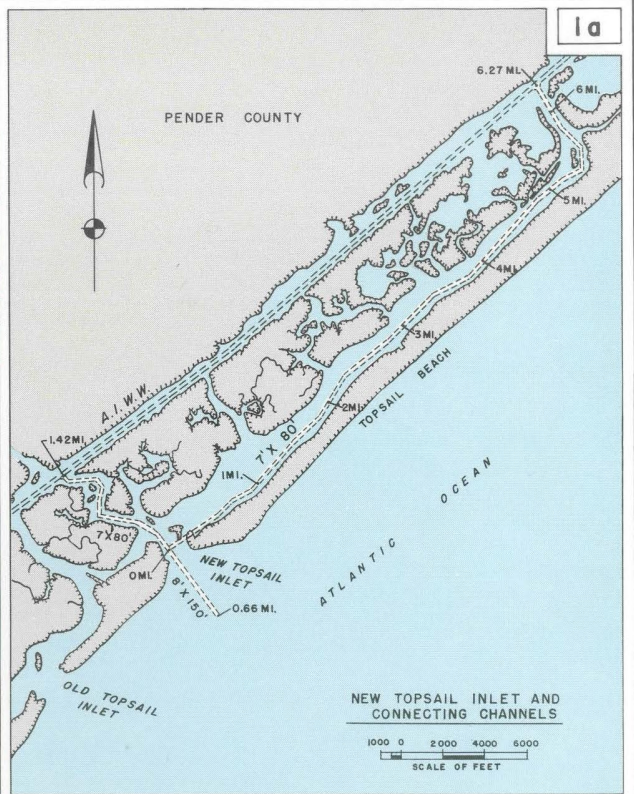 1a
6.27 MI.
6 MI.
PENDER COUNTY
5 MI.
4 MI.
3 MI.
TOPSAIL BEACH
A.I.W.W.
2 MI.
7' X 80'
1.42 MI.
1 MI.
ATLANTIC OCEAN
7'X80'
NEW TOPSAIL
INLET
0 MI.
8' X 150'
0.66 MI.
OLD TOPSAIL
INLET
NEW TOPSAIL INLET AND
CONNECTING CHANNELS
1000 0 2000 4000 6000
SCALE OF FEET